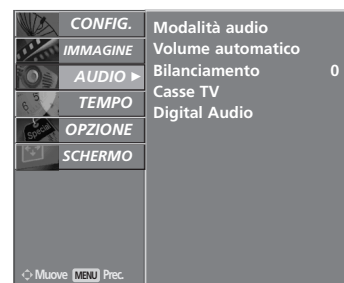 CONFIG.
IMMAGINE
AUDIO ►
TEMPO
OPZIONE
SCHERMO
Modalità audio
Volume automatico
Bilanciamento 0
Casse TV
Digital Audio
Muove MENU Prec.